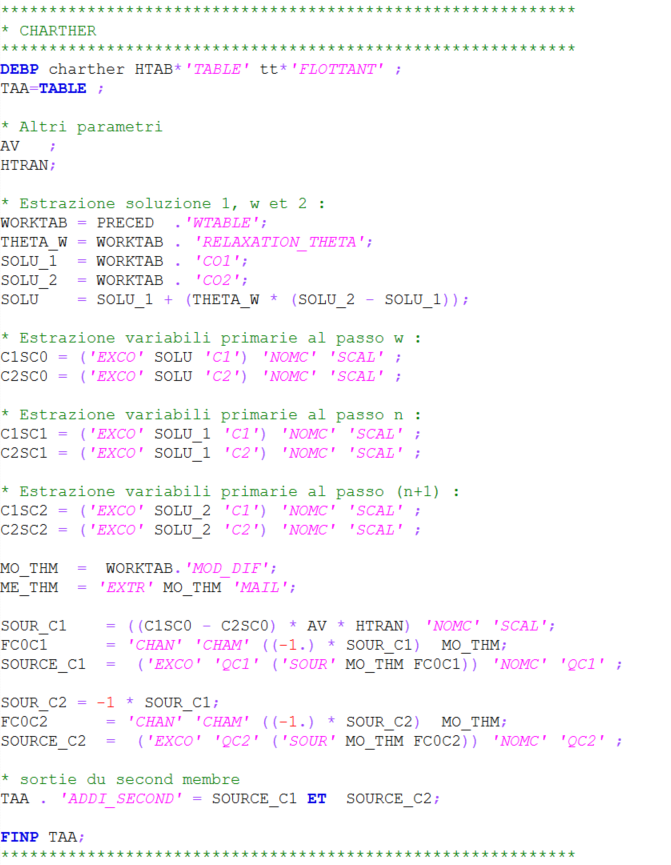 ************************************************************
* CHARTHER
************************************************************
DEBP charther HTAB*'TABLE' tt*'FLOTTANT' ;
TAA=TABLE ;
* Altri parametri
AV   ;
HTRAN;
* Estrazione soluzione 1, w et 2 :
WORKTAB = PRECED  .'WTABLE';
THETA_W = WORKTAB . 'RELAXATION_THETA';
SOLU_1  = WORKTAB . 'CO1';
SOLU_2  = WORKTAB . 'CO2';
SOLU    = SOLU_1 + (THETA_W * (SOLU_2 - SOLU_1));
* Estrazione variabili primarie al passo w :
C1SC0 = ('EXCO' SOLU 'C1') 'NOMC' 'SCAL' ;
C2SC0 = ('EXCO' SOLU 'C2') 'NOMC' 'SCAL' ;
* Estrazione variabili primarie al passo n :
C1SC1 = ('EXCO' SOLU_1 'C1') 'NOMC' 'SCAL' ;
C2SC1 = ('EXCO' SOLU_1 'C2') 'NOMC' 'SCAL' ;
* Estrazione variabili primarie al passo (n+1) :
C1SC2 = ('EXCO' SOLU_2 'C1') 'NOMC' 'SCAL' ;
C2SC2 = ('EXCO' SOLU_2 'C2') 'NOMC' 'SCAL' ;
MO_THM  =  WORKTAB.'MOD_DIF';
ME_THM  = 'EXTR' MO_THM 'MAIL';
SOUR_C1    = ((C1SC0 - C2SC0) * AV * HTRAN) 'NOMC' 'SCAL';
FC0C1      = 'CHAN' 'CHAM' ((-1.) * SOUR_C1)  MO_THM;
SOURCE_C1  =  ('EXCO' 'QC1' ('SOUR' MO_THM FC0C1)) 'NOMC' 'QC1' ;
SOUR_C2 = -1 * SOUR_C1;
FC0C2      = 'CHAN' 'CHAM' ((-1.) * SOUR_C2)  MO_THM;
SOURCE_C2  =  ('EXCO' 'QC2' ('SOUR' MO_THM FC0C2)) 'NOMC' 'QC2' ;
* sortie du second membre
TAA . 'ADDI_SECOND' = SOURCE_C1 ET  SOURCE_C2;
FINP TAA;
************************************************************